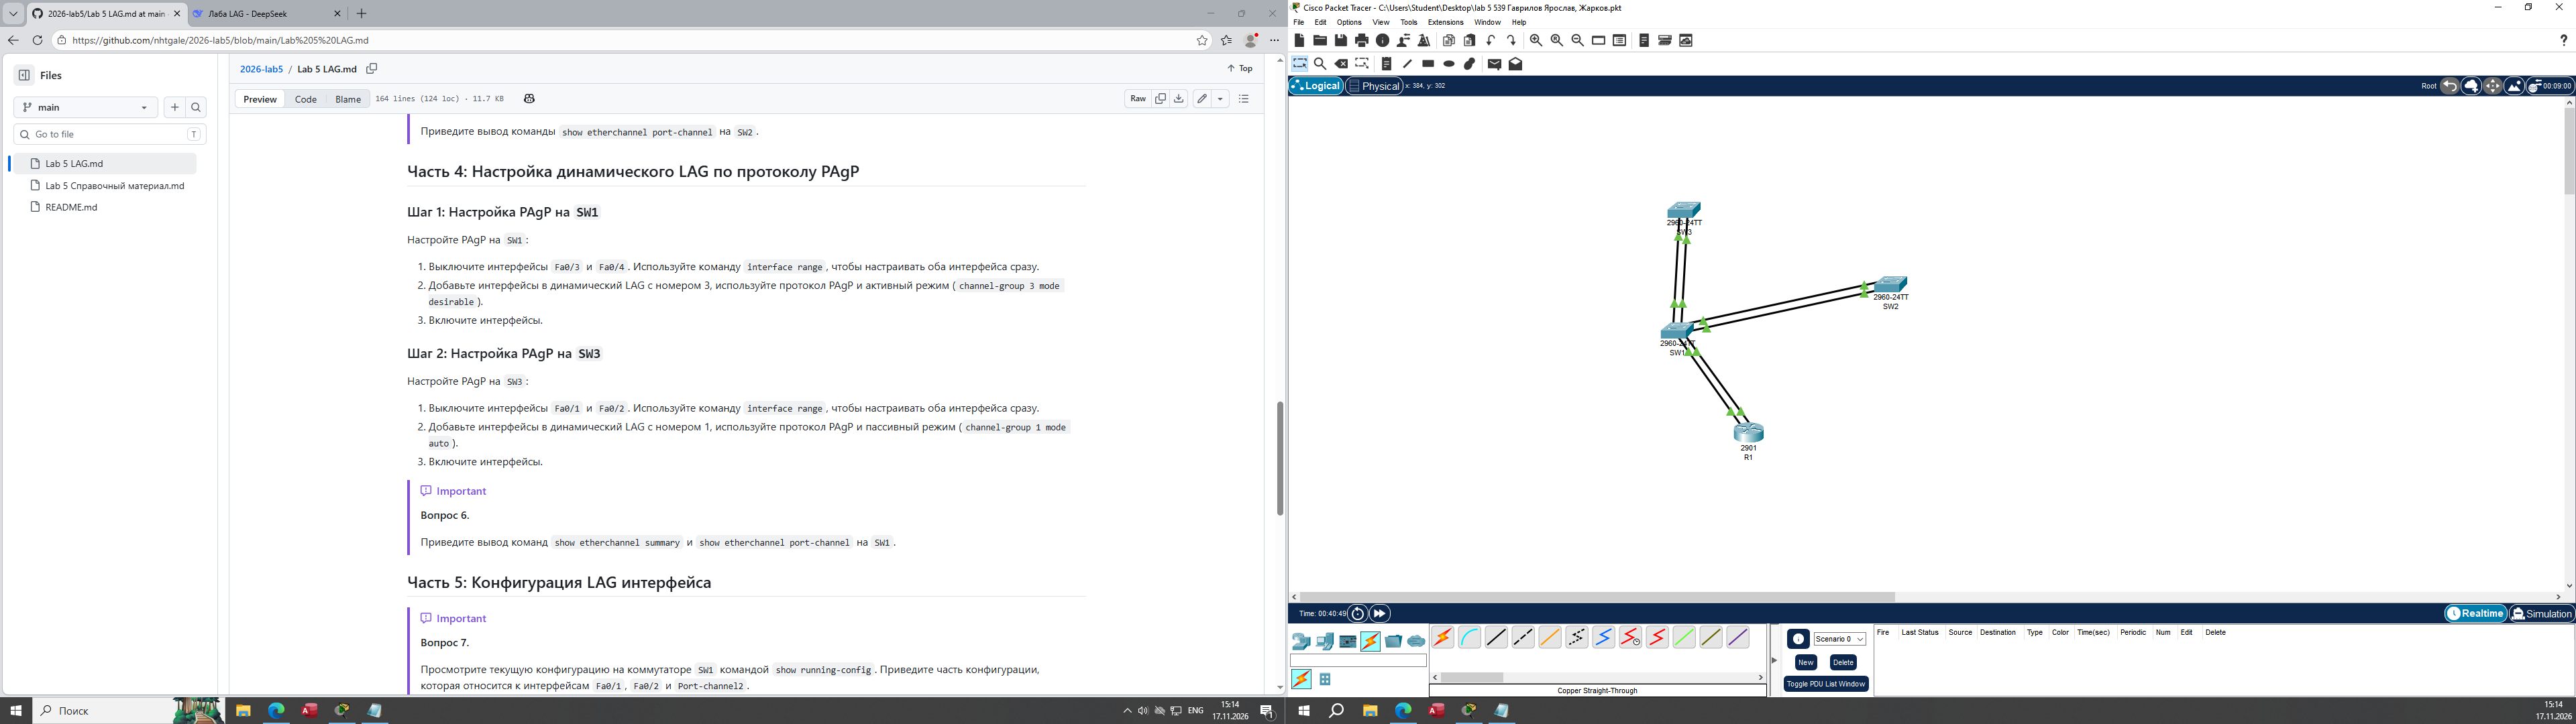 2026-lab5/Lab 5 LAG.md at main
Лаба LAG - DeepSeek
https://github.com/nhtgale/2026-lab5/blob/main/Lab%205%20LAG.md
Files
main
Go to file
T
Lab 5 LAG.md
Lab 5 Справочный материал.md
README.md
2026-lab5 / Lab 5 LAG.md
Top
Preview Code Blame 164 lines (124 loc) · 11.7 KB
Raw
Приведите вывод команды show etherchannel port-channel на SW2 .
Часть 4: Настройка динамического LAG по протоколу PAgP
Шаг 1: Настройка PAgP на SW1
Настройте PAgP на SW1 :
1. Выключите интерфейсы Fa0/3 и Fa0/4 . Используйте команду interface range , чтобы настраивать оба интерфейса сразу.
2. Добавьте интерфейсы в динамический LAG с номером 3, используйте протокол PAgP и активный режим ( channel-group 3 mode
desirable ).
3. Включите интерфейсы.
Шаг 2: Настройка PAgP на SW3
Настройте PAgP на SW3 :
1. Выключите интерфейсы Fa0/1 и Fa0/2 . Используйте команду interface range , чтобы настраивать оба интерфейса сразу.
2. Добавьте интерфейсы в динамический LAG с номером 1, используйте протокол PAgP и пассивный режим ( channel-group 1 mode
auto ).
3. Включите интерфейсы.
Important
Вопрос 6.
Приведите вывод команд show etherchannel summary и show etherchannel port-channel на SW1 .
Часть 5: Конфигурация LAG интерфейса
Important
Вопрос 7.
Просмотрите текущую конфигурацию на коммутаторе SW1 командой show running-config . Приведите часть конфигурации,
которая относится к интерфейсам Fa0/1 , Fa0/2 и Port-channel2 .
Поиск
ENG
15:14
17.11.2026
1
Cisco Packet Tracer - C:\Users\Student\Desktop\lab 5 539 Гаврилов Ярослав, Жарков.pkt
File Edit Options View Tools Extensions Window Help
?
Logical Physical x: 384, y: 302
Root 00:09:00
2960-24TT
SW3
2960-24TT
SW2
2960-24TT
SW1
2901
R1
Time: 00:40:49
Realtime Simulation
Scenario 0
New Delete
Toggle PDU List Window
Fire Last Status Source Destination Type Color Time(sec) Periodic Num Edit Delete
Copper Straight-Through
15:14
17.11.2026